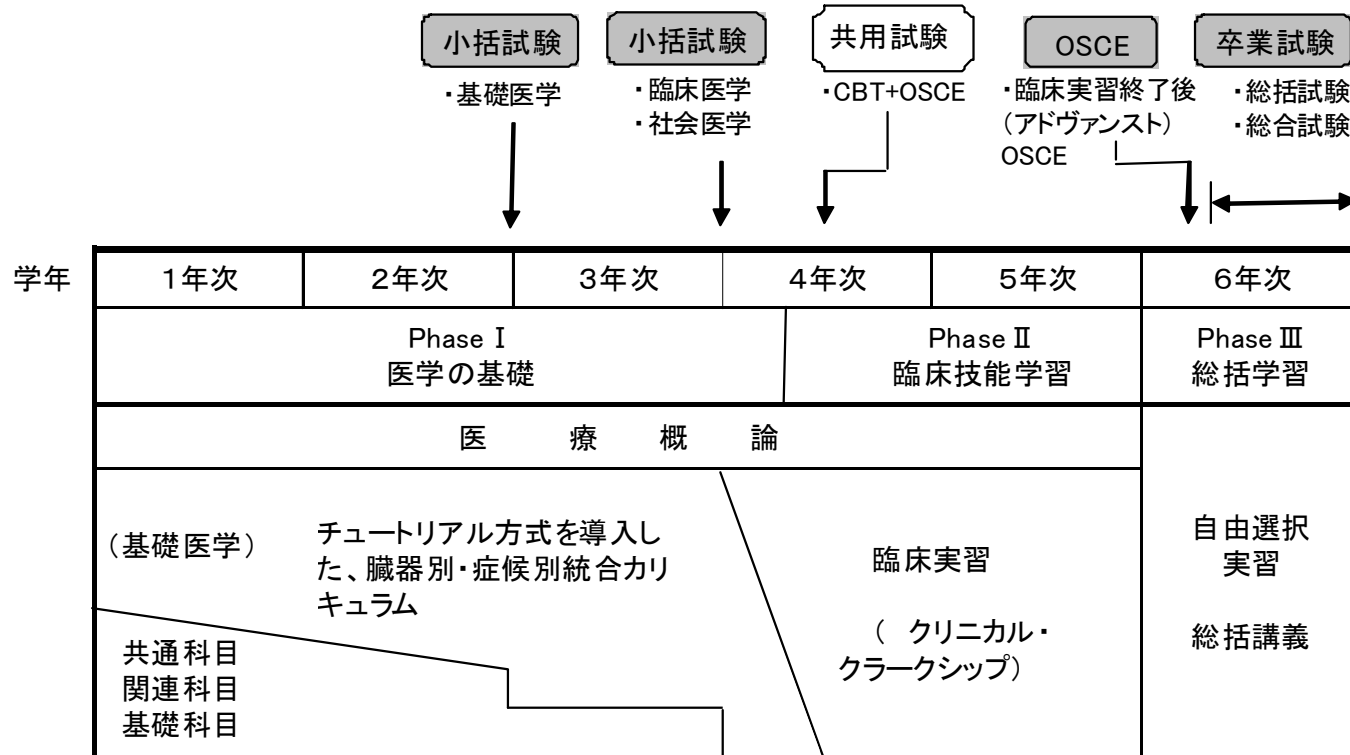 小括試験
小括試験
共用試験
OSCE
卒業試験
・基礎医学
・臨床医学
・社会医学
・CBT+OSCE
・臨床実習終了後
（アドヴァンスト）
OSCE
・総括試験
・総合試験
学年
１年次
２年次
３年次
４年次
５年次
６年次
Phase Ⅰ
医学の基礎
Phase Ⅱ
臨床技能学習
Phase Ⅲ
総括学習
医　療　概　論
（基礎医学）
チュートリアル方式を導入し
た、臓器別・症候別統合カリ
キュラム
共通科目
関連科目
基礎科目
臨床実習
（ クリニカル・
クラークシップ）
自由選択
実習
総括講義